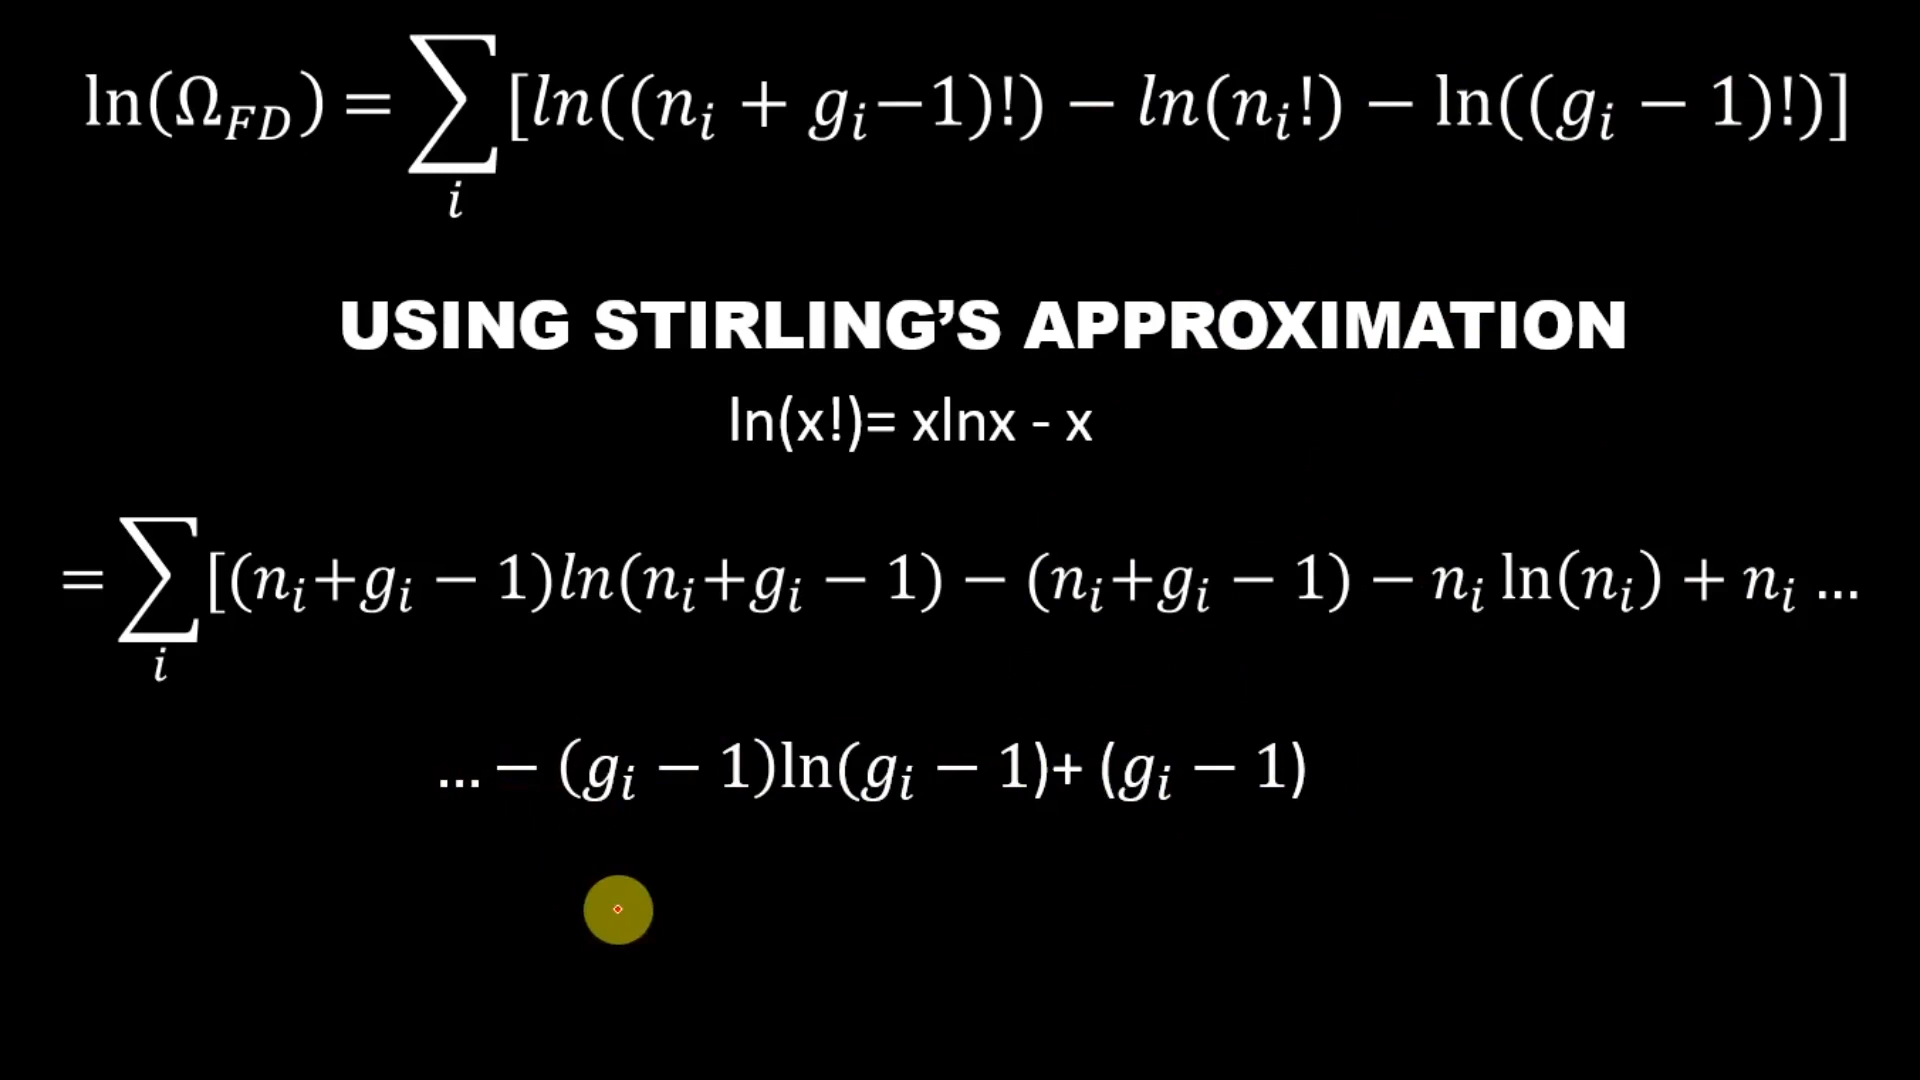 ln(Ω_FD) = ∑_i [ln((n_i + g_i−1)!) − ln(n_i!) − ln((g_i − 1)!)]
USING STIRLING’S APPROXIMATION
ln(x!)= xlnx - x
= ∑_i [(n_i+g_i − 1)ln(n_i+g_i − 1) − (n_i+g_i − 1) − n_i ln(n_i) + n_i ...
... − (g_i − 1)ln(g_i − 1)+ (g_i − 1)